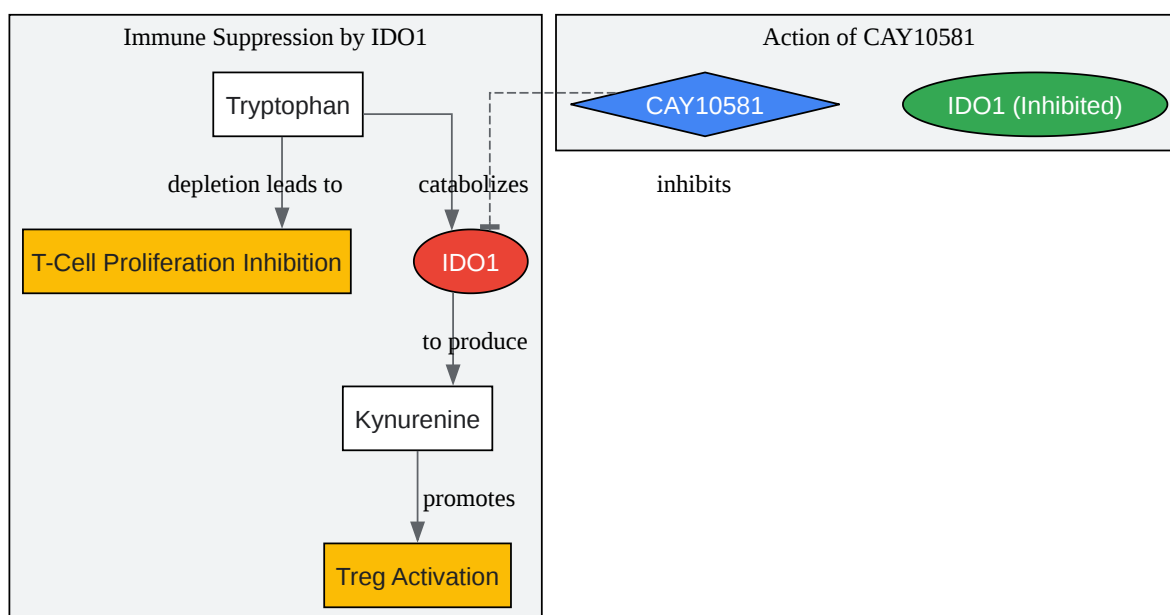 Immune Suppression by IDO1
Action of CAY10581
Tryptophan
CAY10581
IDO1 (Inhibited)
depletion leads to
catabolizes
inhibits
T-Cell Proliferation Inhibition
IDO1
to produce
Kynurenine
promotes
Treg Activation